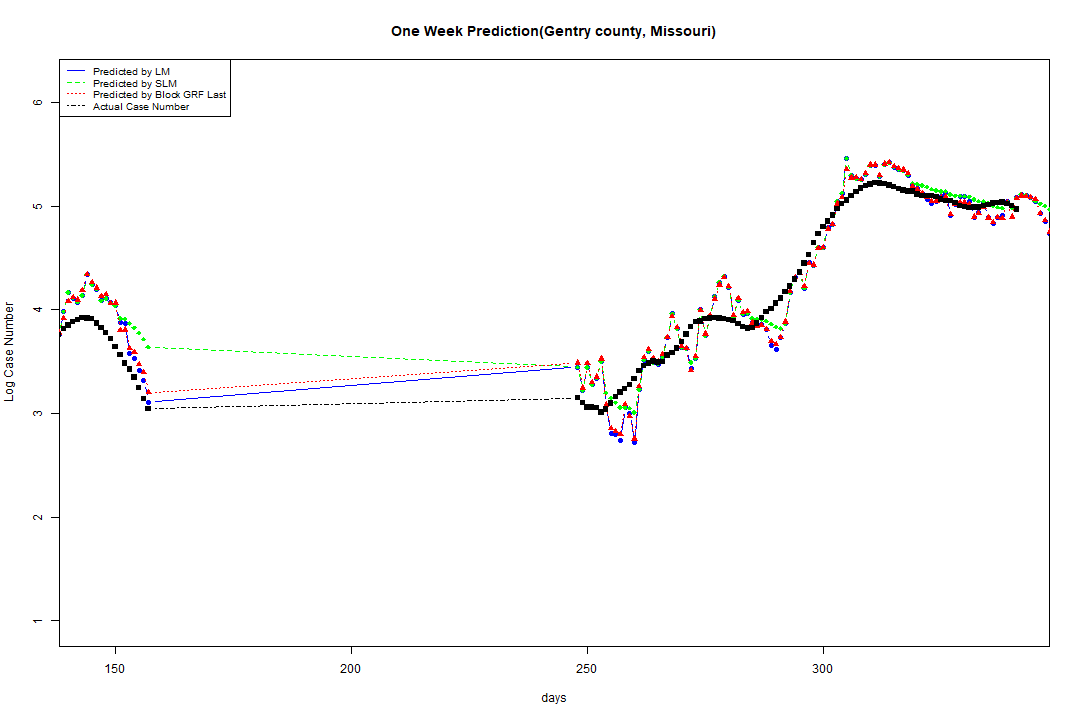 One Week Prediction(Gentry county, Missouri)
Predicted by LM
Predicted by SLM
Predicted by Block GRF Last
Actual Case Number
6
5
4
3
2
1
Log Case Number
150 200 250 300
days